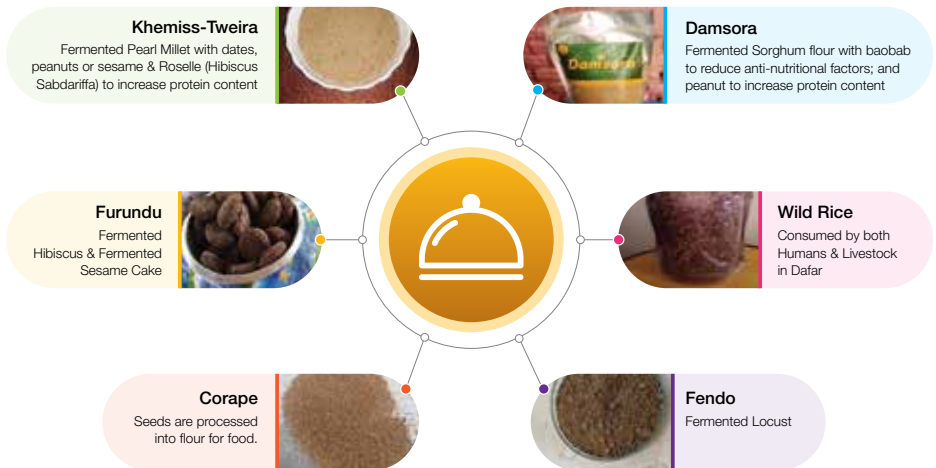 Khemiss-Tweira
Fermented Pearl Millet with dates,
peanuts or sesame & Roselle (Hibiscus
Sabdariffa) to increase protein content
Damsora
Fermented Sorghum flour with baobab
to reduce anti-nutritional factors; and
peanut to increase protein content
Damsora
Furundu
Fermented
Hibiscus & Fermented
Sesame Cake
Wild Rice
Consumed by both
Humans & Livestock
in Dafar
Corape
Seeds are processed
into flour for food.
Fendo
Fermented Locust